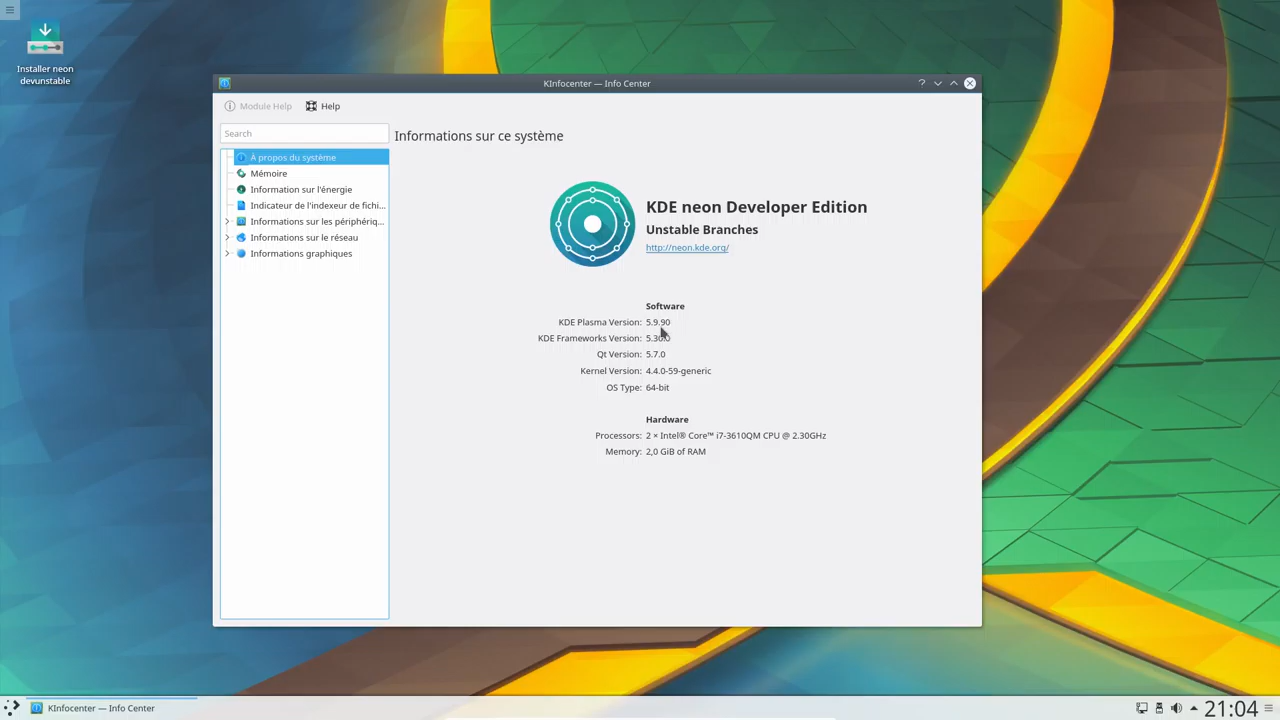 Installer neon
devunstable
KInfocenter — Info Center
Module Help
Help
Search
À propos du système
Mémoire
Information sur l'énergie
Indicateur de l'indexeur de fichi...
Informations sur les périphériq...
Informations sur le réseau
Informations graphiques
Informations sur ce système
KDE neon Developer Edition
Unstable Branches
http://neon.kde.org/
Software
KDE Plasma Version: 5.9.90
KDE Frameworks Version: 5.30.0
Qt Version: 5.7.0
Kernel Version: 4.4.0-59-generic
OS Type: 64-bit
Hardware
Processors: 2 × Intel® Core™ i7-3610QM CPU @ 2.30GHz
Memory: 2,0 GiB of RAM
KInfocenter — Info Center
21:04